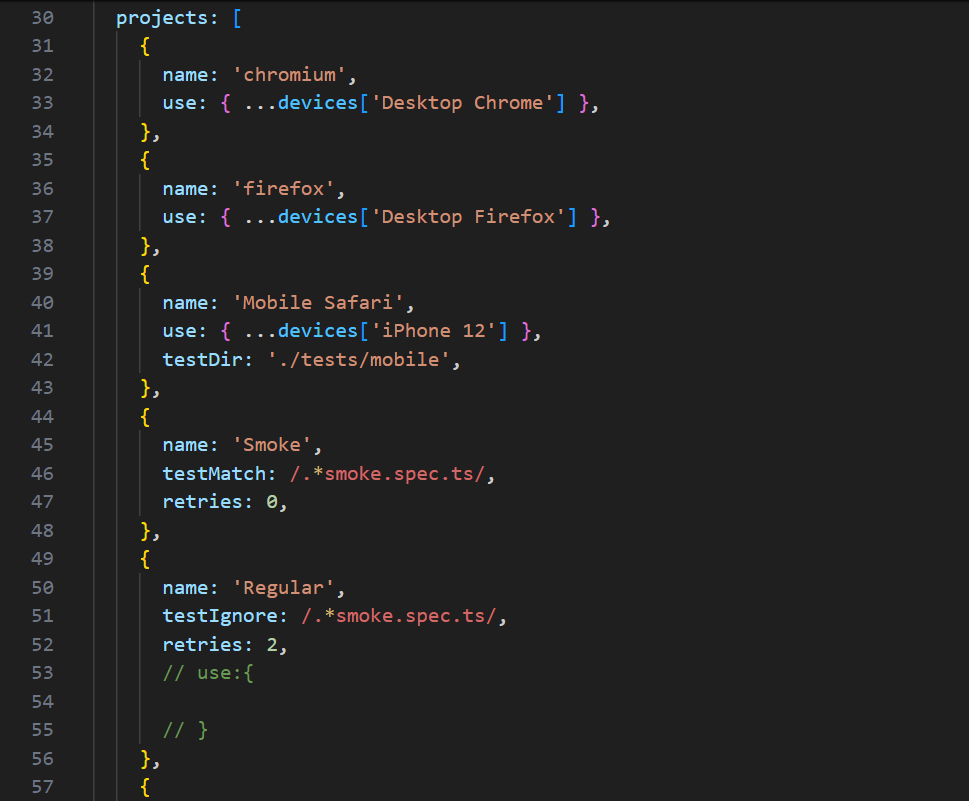 30 projects: [
31 {
32 name: 'chromium',
33 use: { ...devices['Desktop Chrome'] },
34 },
35 {
36 name: 'firefox',
37 use: { ...devices['Desktop Firefox'] },
38 },
39 {
40 name: 'Mobile Safari',
41 use: { ...devices['iPhone 12'] },
42 testDir: './tests/mobile',
43 },
44 {
45 name: 'Smoke',
46 testMatch: /.*smoke.spec.ts/,
47 retries: 0,
48 },
49 {
50 name: 'Regular',
51 testIgnore: /.*smoke.spec.ts/,
52 retries: 2,
53 // use:{
54
55 // }
56 },
57 {